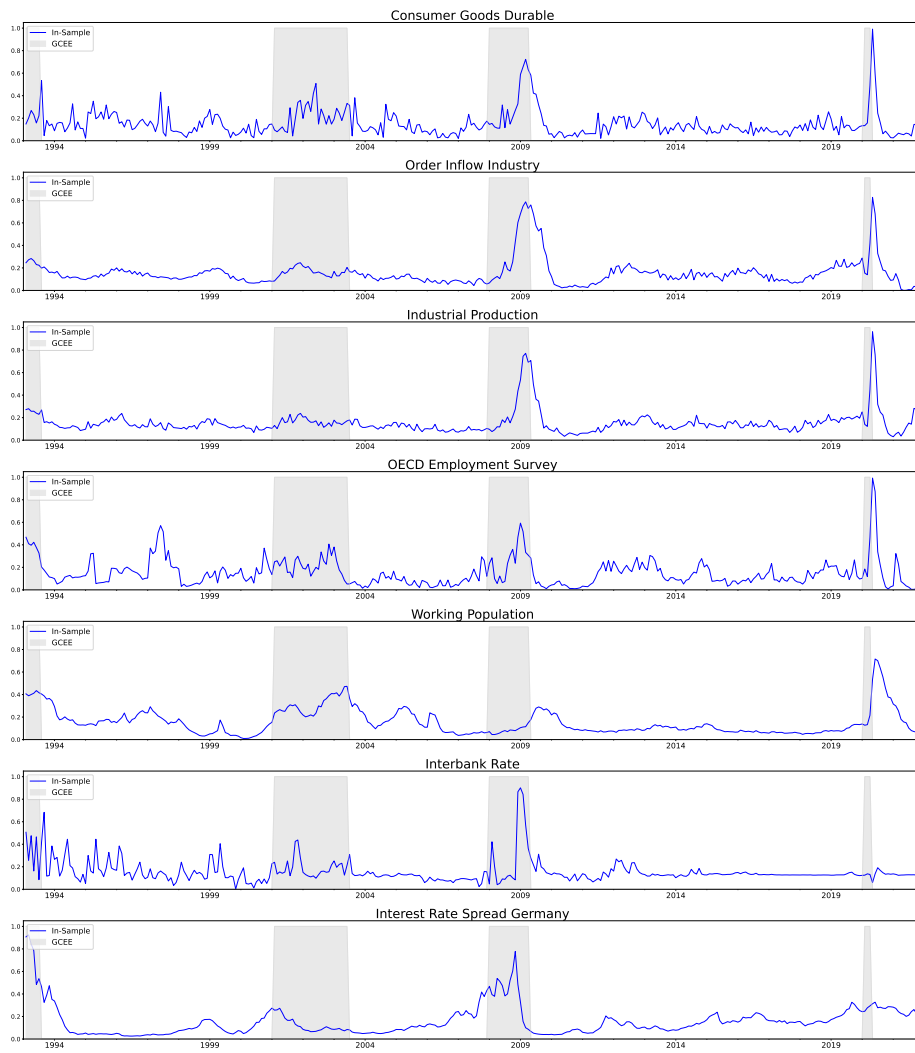 Consumer Goods Durable
In-Sample
GCEE
1.0
0.8
0.6
0.4
0.2
0.0
1994 1999 2004 2009 2014 2019
Order Inflow Industry
In-Sample
GCEE
1.0
0.8
0.6
0.4
0.2
0.0
1994 1999 2004 2009 2014 2019
Industrial Production
In-Sample
GCEE
1.0
0.8
0.6
0.4
0.2
0.0
1994 1999 2004 2009 2014 2019
OECD Employment Survey
In-Sample
GCEE
1.0
0.8
0.6
0.4
0.2
0.0
1994 1999 2004 2009 2014 2019
Working Population
In-Sample
GCEE
1.0
0.8
0.6
0.4
0.2
0.0
1994 1999 2004 2009 2014 2019
Interbank Rate
In-Sample
GCEE
1.0
0.8
0.6
0.4
0.2
0.0
1994 1999 2004 2009 2014 2019
Interest Rate Spread Germany
In-Sample
GCEE
1.0
0.8
0.6
0.4
0.2
0.0
1994 1999 2004 2009 2014 2019